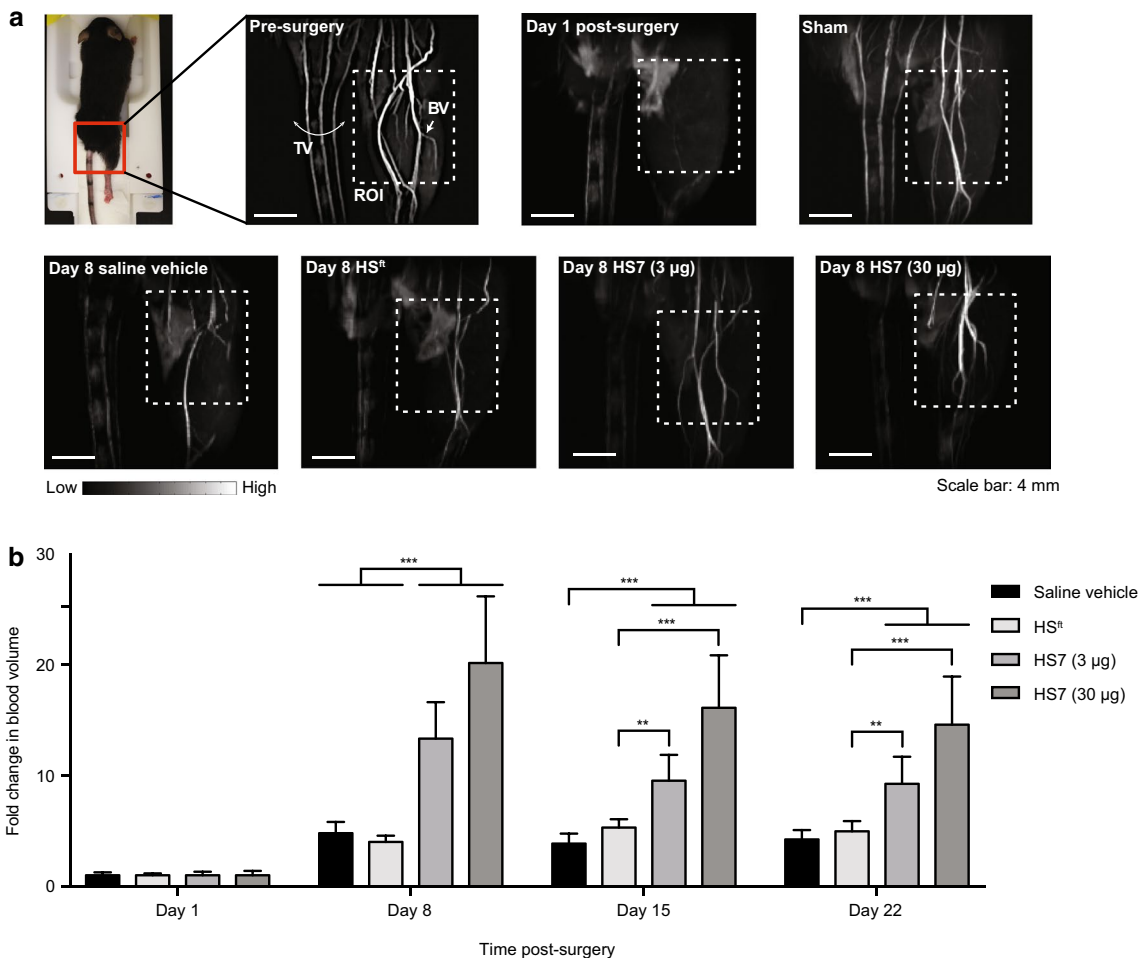 a
Pre-surgery
Day 1 post-surgery
Sham
BV
TV
ROI
Day 8 saline vehicle
Day 8 HSᶠᵗ
Day 8 HS7 (3 µg)
Day 8 HS7 (30 µg)
Low
High
Scale bar: 4 mm
b
Fold change in blood volume
30
20
10
0
***
***
***
**
***
***
**
Saline vehicle
HSᶠᵗ
HS7 (3 µg)
HS7 (30 µg)
Day 1
Day 8
Day 15
Day 22
Time post-surgery